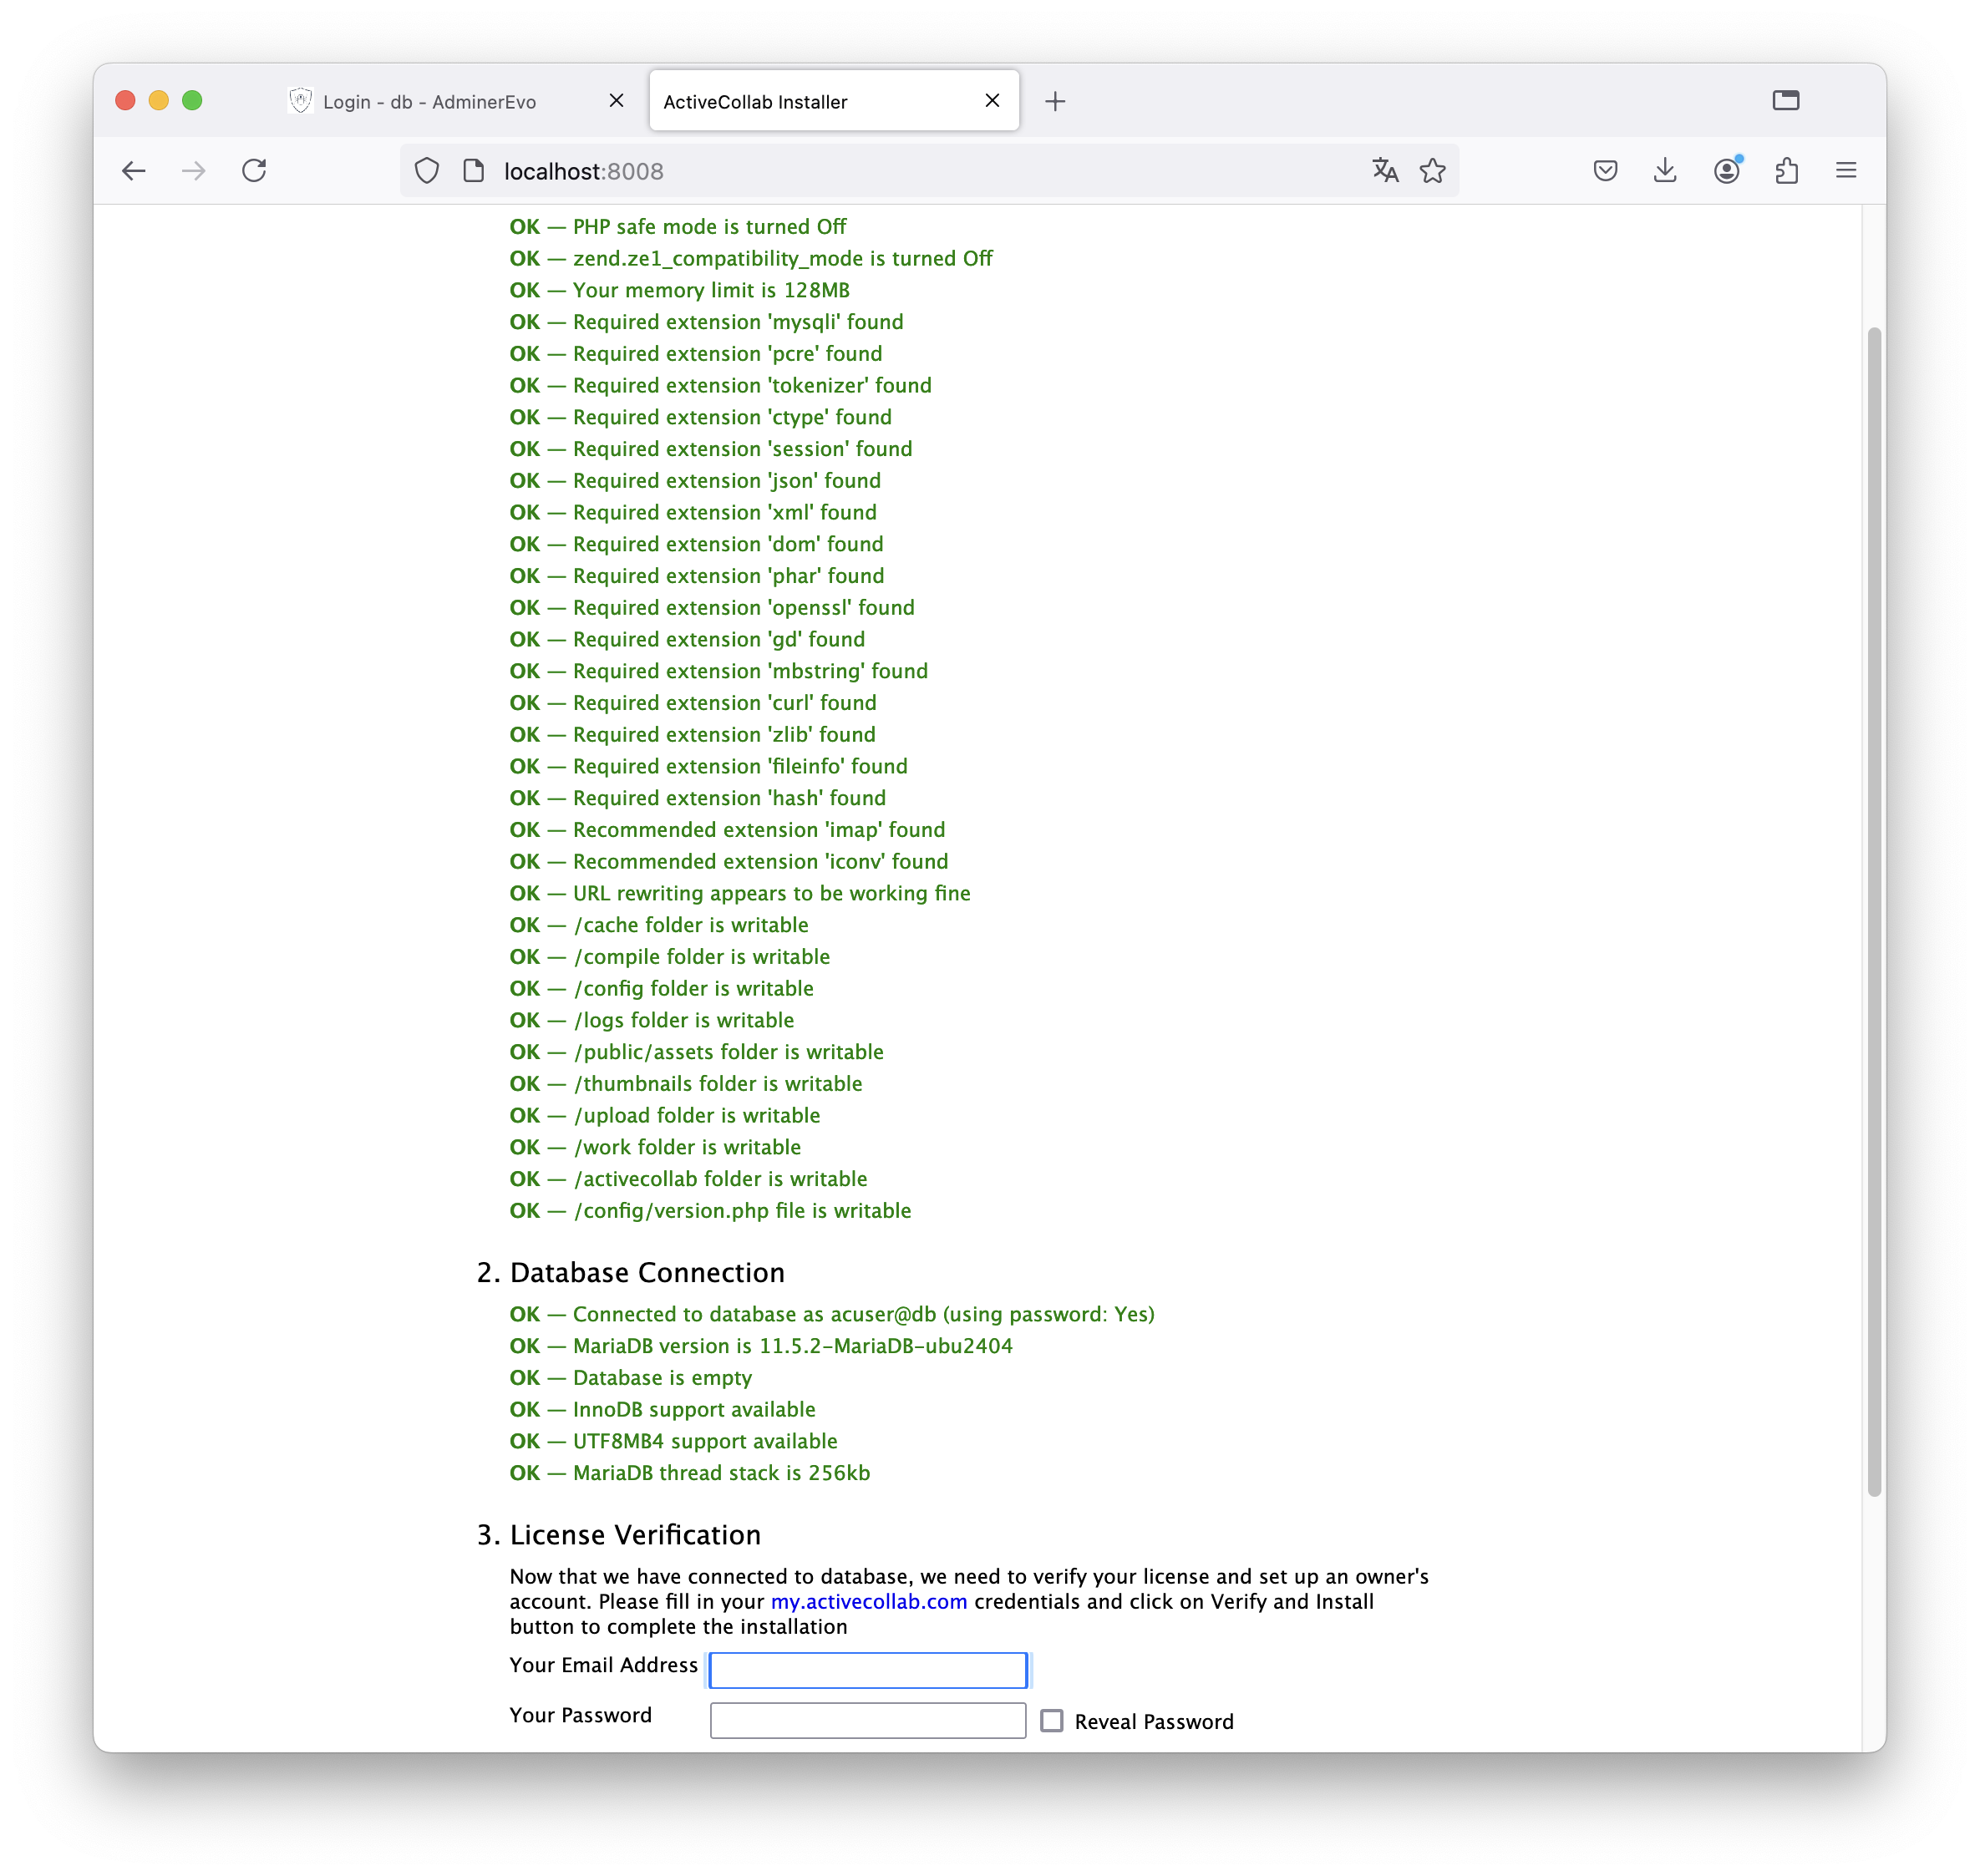 Login - db - AdminerEvo
ActiveCollab Installer
localhost:8008
OK — PHP safe mode is turned Off
OK — zend.ze1_compatibility_mode is turned Off
OK — Your memory limit is 128MB
OK — Required extension 'mysqli' found
OK — Required extension 'pcre' found
OK — Required extension 'tokenizer' found
OK — Required extension 'ctype' found
OK — Required extension 'session' found
OK — Required extension 'json' found
OK — Required extension 'xml' found
OK — Required extension 'dom' found
OK — Required extension 'phar' found
OK — Required extension 'openssl' found
OK — Required extension 'gd' found
OK — Required extension 'mbstring' found
OK — Required extension 'curl' found
OK — Required extension 'zlib' found
OK — Required extension 'fileinfo' found
OK — Required extension 'hash' found
OK — Recommended extension 'imap' found
OK — Recommended extension 'iconv' found
OK — URL rewriting appears to be working fine
OK — /cache folder is writable
OK — /compile folder is writable
OK — /config folder is writable
OK — /logs folder is writable
OK — /public/assets folder is writable
OK — /thumbnails folder is writable
OK — /upload folder is writable
OK — /work folder is writable
OK — /activecollab folder is writable
OK — /config/version.php file is writable
2. Database Connection
OK — Connected to database as acuser@db (using password: Yes)
OK — MariaDB version is 11.5.2-MariaDB-ubu2404
OK — Database is empty
OK — InnoDB support available
OK — UTF8MB4 support available
OK — MariaDB thread stack is 256kb
3. License Verification
Now that we have connected to database, we need to verify your license and set up an owner's
account. Please fill in your my.activecollab.com credentials and click on Verify and Install
button to complete the installation
Your Email Address
Your Password
Reveal Password